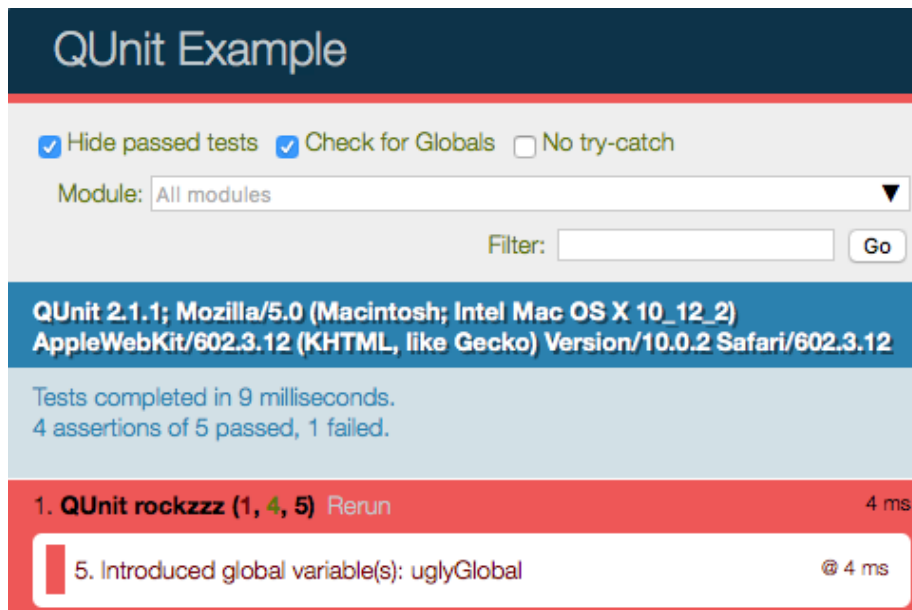 QUnit Example
Hide passed tests Check for Globals No try-catch
Module: All modules ▼
Filter: Go
QUnit 2.1.1; Mozilla/5.0 (Macintosh; Intel Mac OS X 10_12_2)
AppleWebKit/602.3.12 (KHTML, like Gecko) Version/10.0.2 Safari/602.3.12
Tests completed in 9 milliseconds.
4 assertions of 5 passed, 1 failed.
1. QUnit rockzzz (1, 4, 5) Rerun 4 ms
5. Introduced global variable(s): uglyGlobal @ 4 ms